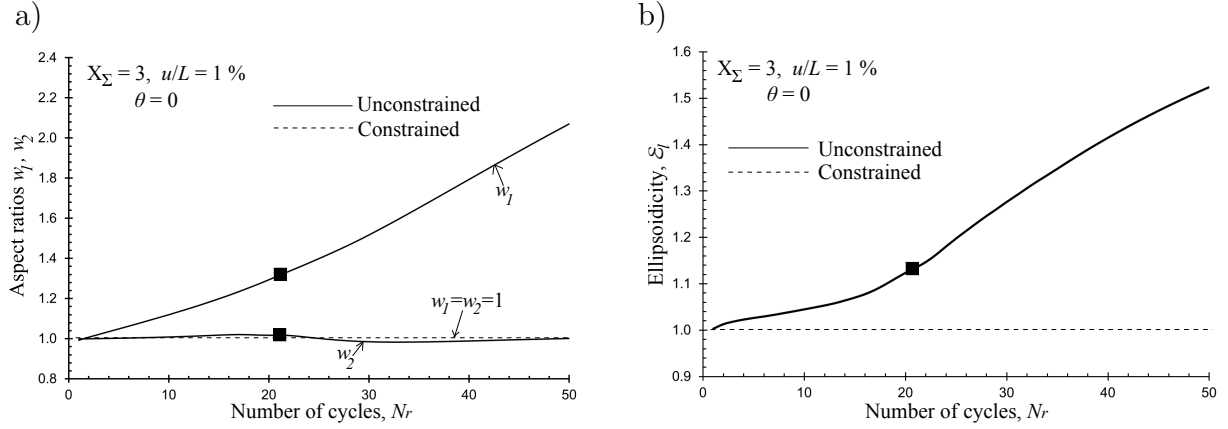 a)
X_Σ = 3, u/L = 1 %
θ = 0
Unconstrained
Constrained
Aspect ratios w_1, w_2
2.4
2.2
2.0
1.8
1.6
1.4
1.2
1.0
0.8
w_1
w_1=w_2=1
w_2
0
10
20
30
40
50
Number of cycles, Nr
b)
X_Σ = 3, u/L = 1 %
θ = 0
Unconstrained
Constrained
Ellipsoidicity, ℰ_1
1.6
1.5
1.4
1.3
1.2
1.1
1.0
0.9
0
10
20
30
40
50
Number of cycles, Nr